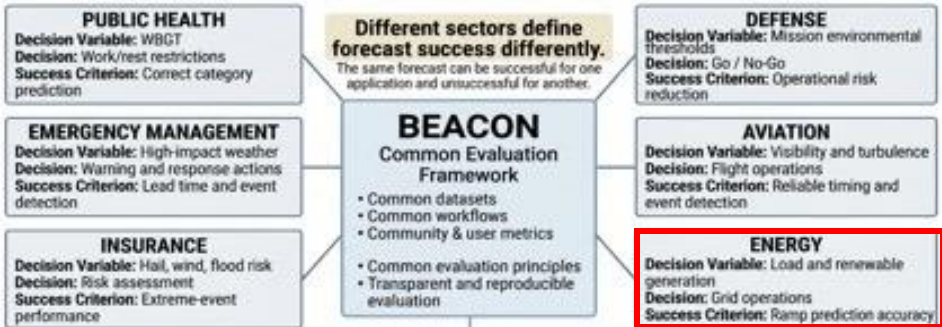 PUBLIC HEALTH
Decision Variable: WBGT
Decision: Work/rest restrictions
Success Criterion: Correct category
prediction
EMERGENCY MANAGEMENT
Decision Variable: High-impact weather
Decision: Warning and response actions
Success Criterion: Lead time and event
detection
INSURANCE
Decision Variable: Hail, wind, flood risk
Decision: Risk assessment
Success Criterion: Extreme-event
performance
Different sectors define
forecast success differently.
The same forecast can be successful for one
application and unsuccessful for another.
BEACON
Common Evaluation
Framework
• Common datasets
• Common workflows
• Community & user metrics
• Common evaluation principles
• Transparent and reproducible
evaluation
DEFENSE
Decision Variable: Mission environmental
thresholds
Decision: Go / No-Go
Success Criterion: Operational risk
reduction
AVIATION
Decision Variable: Visibility and turbulence
Decision: Flight operations
Success Criterion: Reliable timing and
event detection
ENERGY
Decision Variable: Load and renewable
generation
Decision: Grid operations
Success Criterion: Ramp prediction accuracy